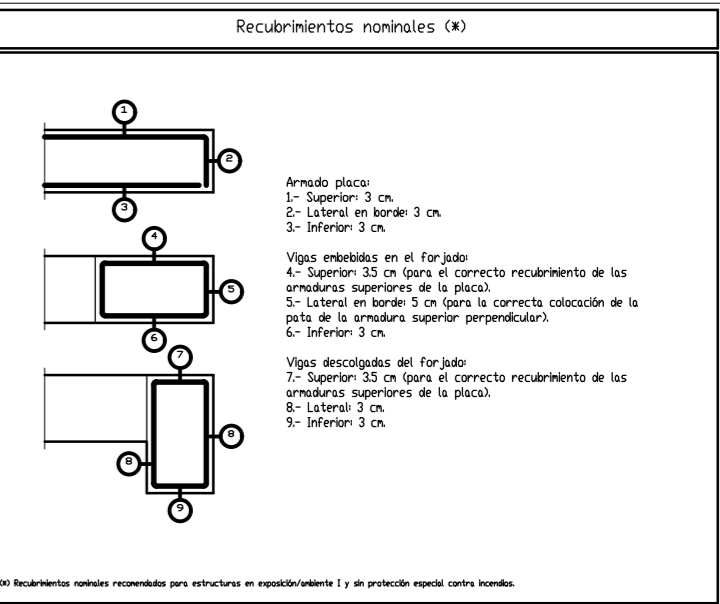 Recubrimientos nominales (*)
1
2
3
Armado placa:
1.- Superior: 3 cm.
2.- Lateral en borde: 3 cm.
3.- Inferior: 3 cm.
4
5
6
Vigas embebidas en el forjado:
4.- Superior: 3.5 cm (para el correcto recubrimiento de las
armaduras superiores de la placa).
5.- Lateral en borde: 5 cm (para la correcta colocación de la
pata de la armadura superior perpendicular).
6.- Inferior: 3 cm.
7
8
8
9
Vigas descolgadas del forjado:
7.- Superior: 3.5 cm (para el correcto recubrimiento de las
armaduras superiores de la placa).
8.- Lateral: 3 cm.
9.- Inferior: 3 cm.
(*) Recubrimientos nominales recomendados para estructuras en exposición/ambiente I y sin protección especial contra incendios.